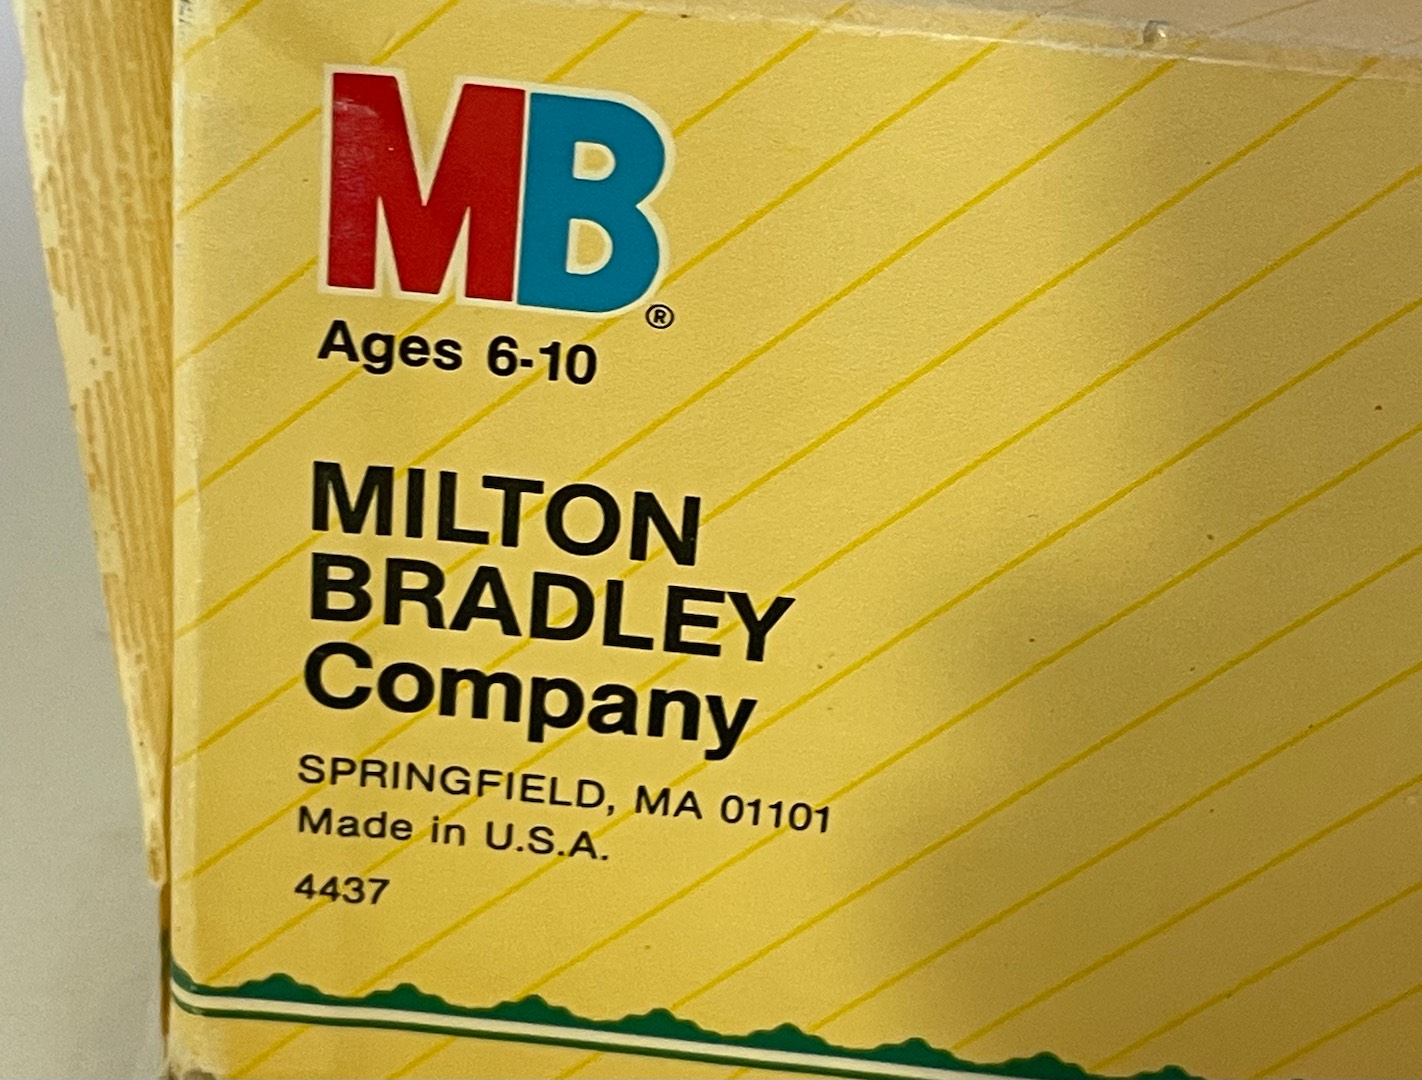 MB®
Ages 6-10
MILTON
BRADLEY
Company
SPRINGFIELD, MA 01101
Made in U.S.A.
4437